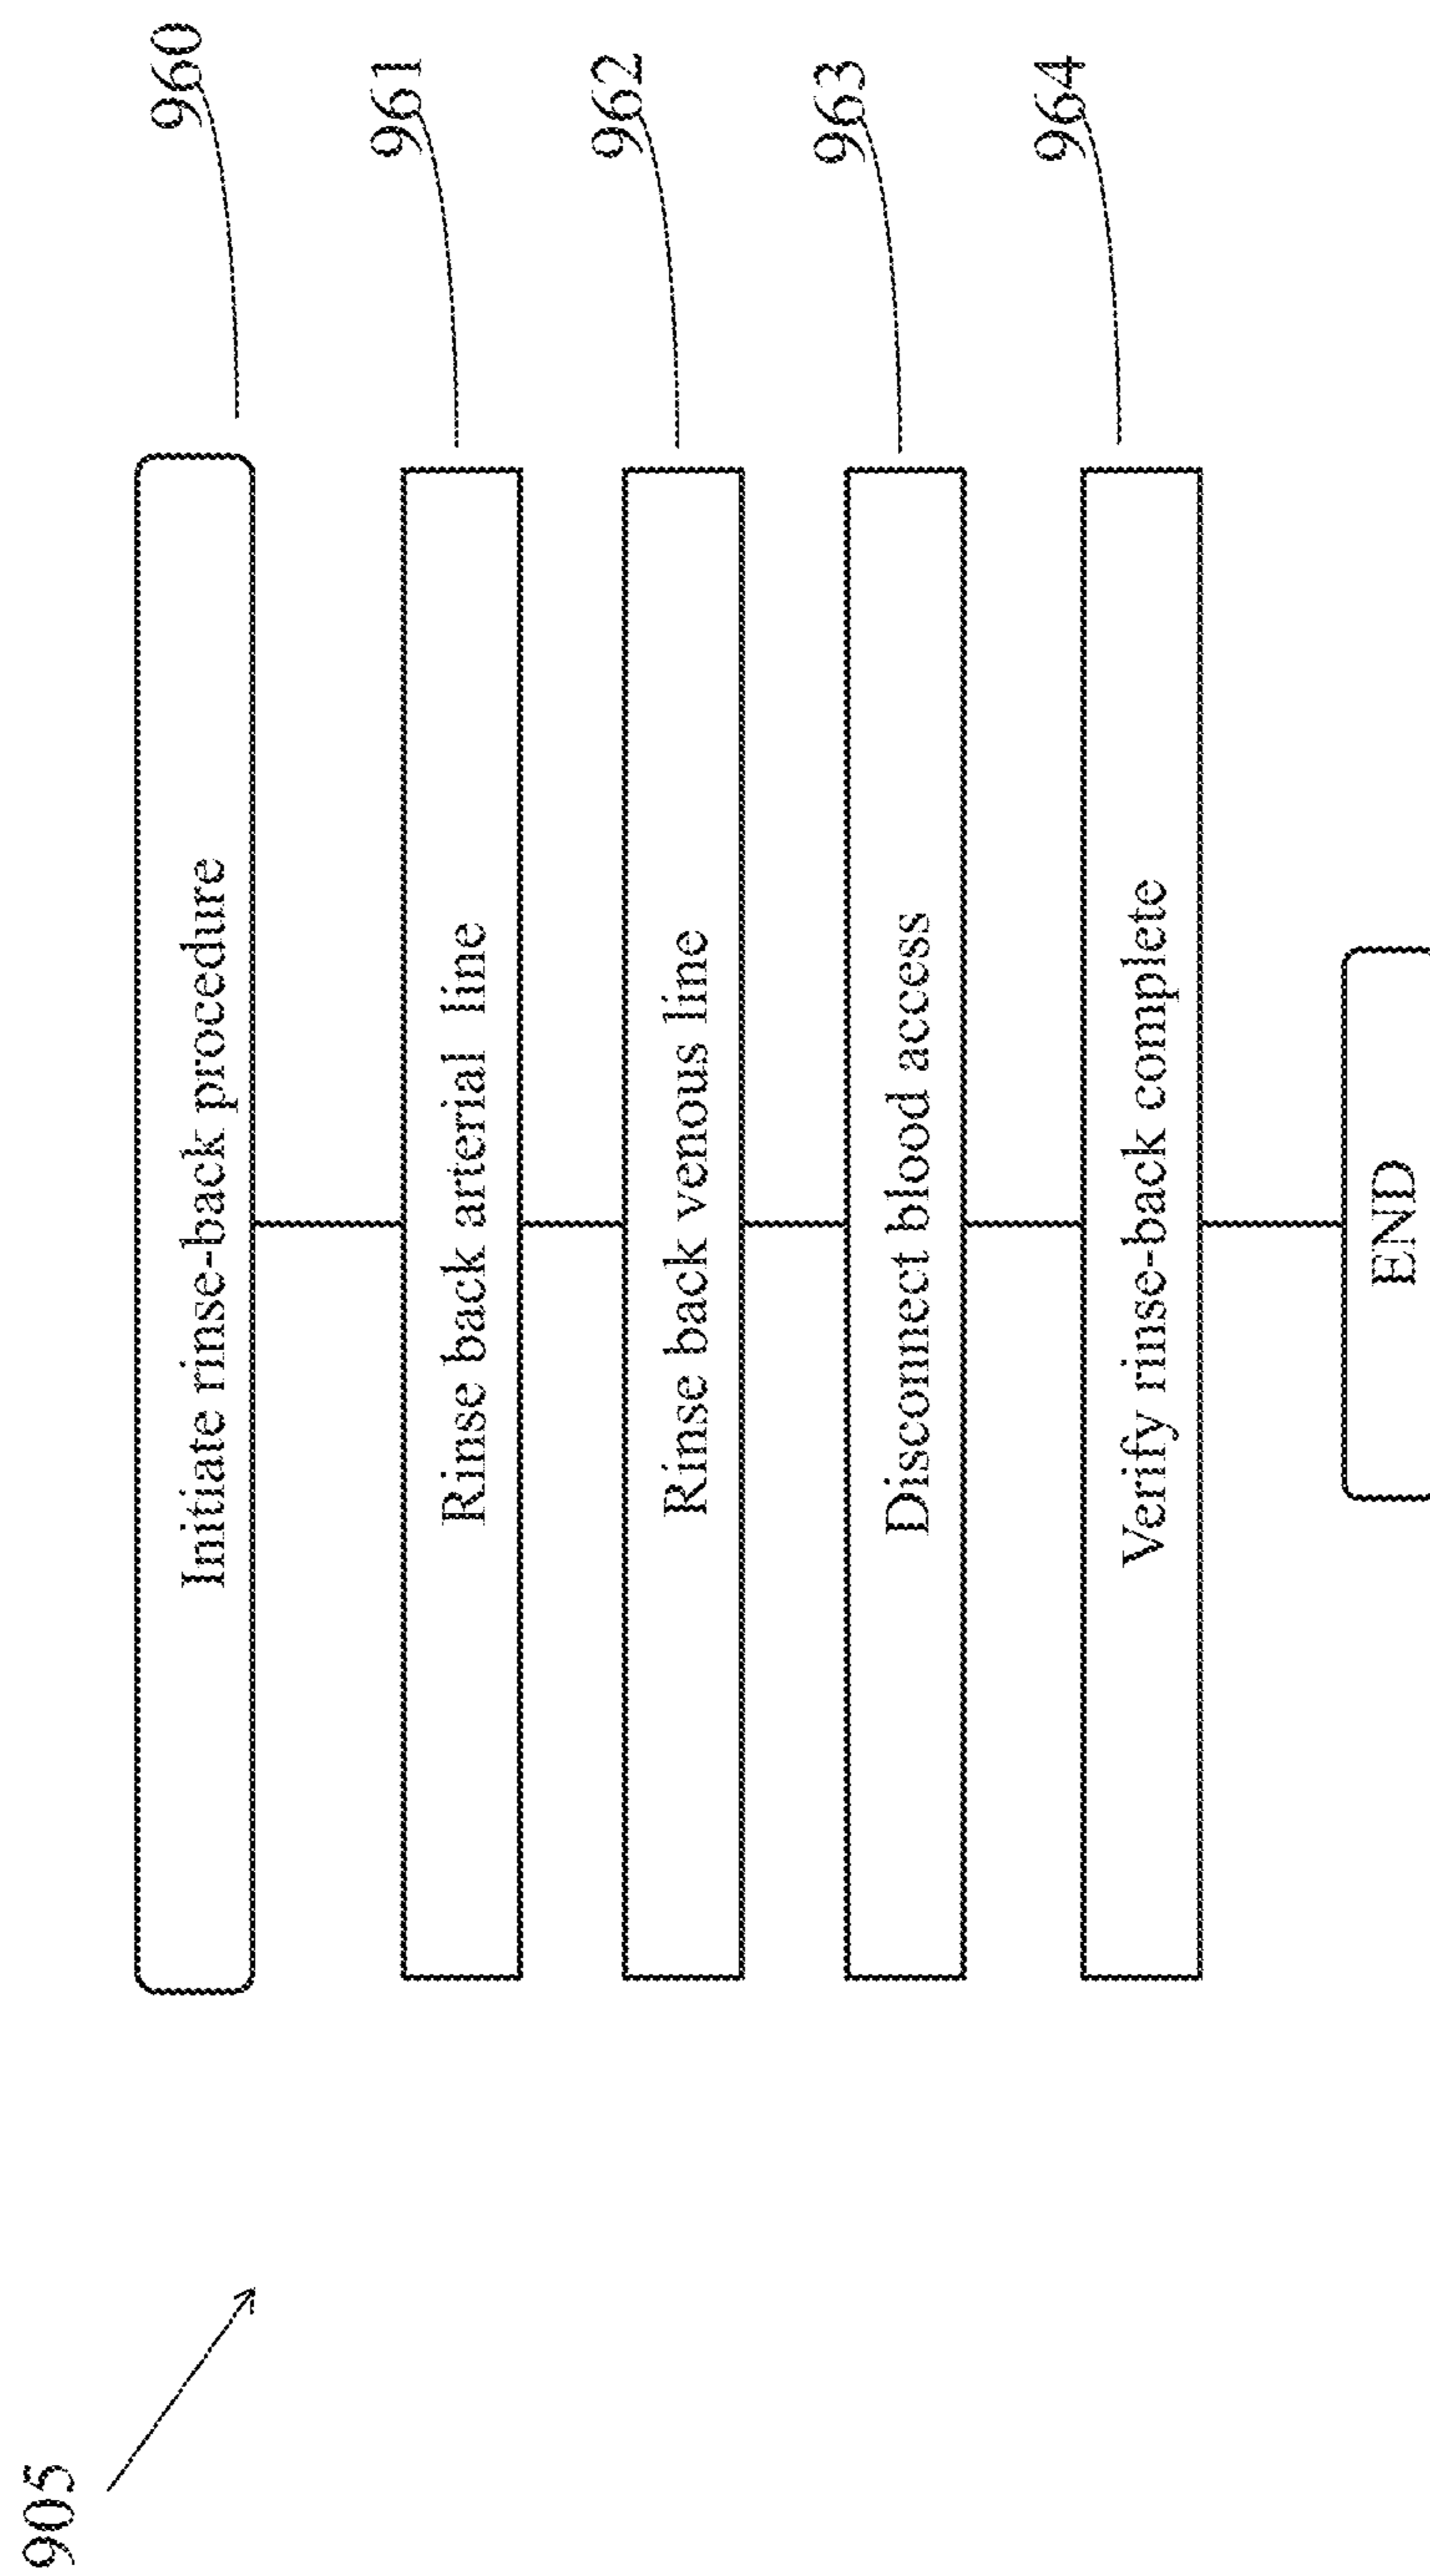 905
Initiate rinse-back procedure
960
Rinse back arterial line
961
Rinse back venous line
962
Disconnect blood access
963
Verify rinse-back complete
964
END